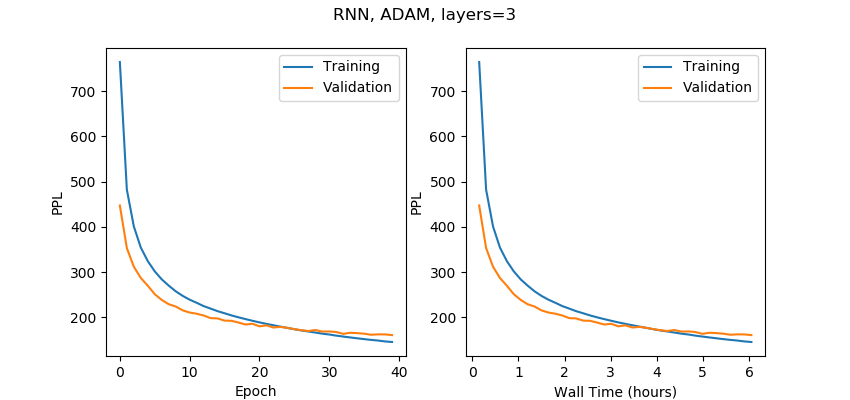 RNN, ADAM, layers=3
PPL
700
600
500
400
300
200
0
10
20
30
40
Epoch
Training
Validation
PPL
700
600
500
400
300
200
0
1
2
3
4
5
6
Wall Time (hours)
Training
Validation